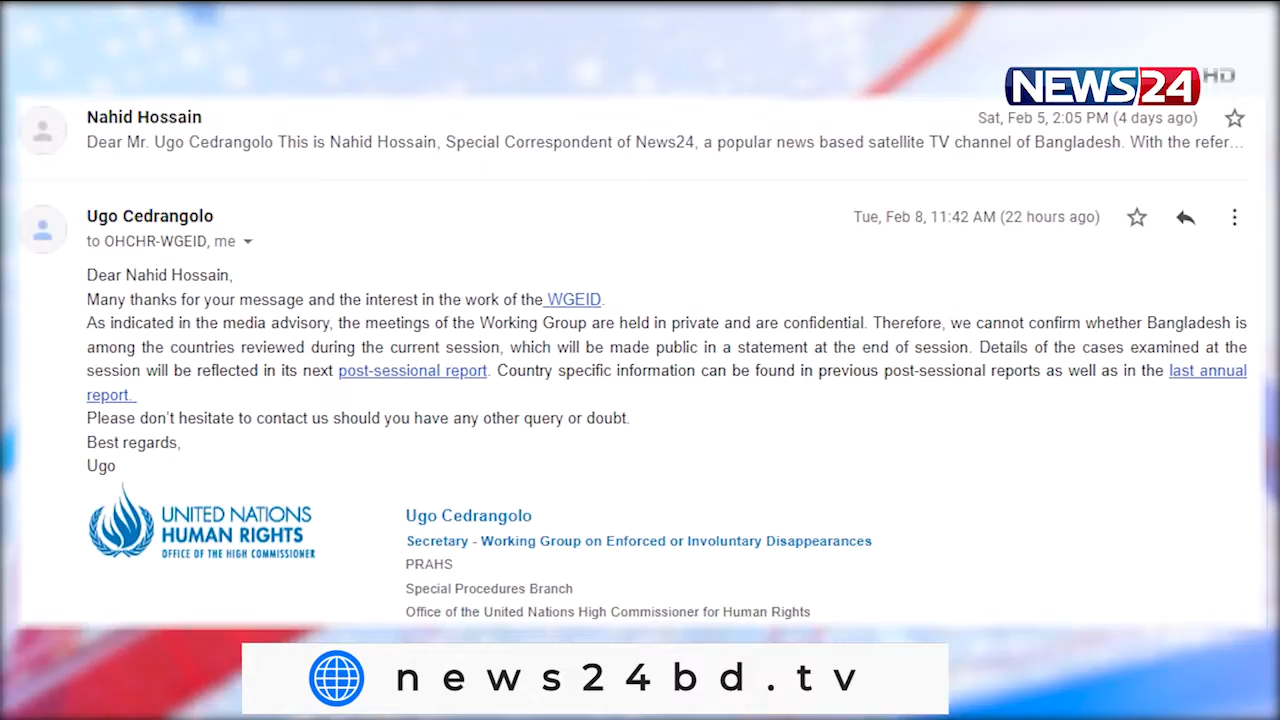 NEWS24 HD
Nahid Hossain
Sat, Feb 5, 2:05 PM (4 days ago)
Dear Mr. Ugo Cedrangolo This is Nahid Hossain, Special Correspondent of News24, a popular news based satellite TV channel of Bangladesh. With the refer...
Ugo Cedrangolo
Tue, Feb 8, 11:42 AM (22 hours ago)
to OHCHR-WGEID, me
Dear Nahid Hossain,
Many thanks for your message and the interest in the work of the WGEID.
As indicated in the media advisory, the meetings of the Working Group are held in private and are confidential. Therefore, we cannot confirm whether Bangladesh is
among the countries reviewed during the current session, which will be made public in a statement at the end of session. Details of the cases examined at the
session will be reflected in its next post-sessional report. Country specific information can be found in previous post-sessional reports as well as in the last annual
report.
Please don't hesitate to contact us should you have any other query or doubt.
Best regards,
Ugo
UNITED NATIONS
HUMAN RIGHTS
OFFICE OF THE HIGH COMMISSIONER
Ugo Cedrangolo
Secretary - Working Group on Enforced or Involuntary Disappearances
PRAHS
Special Procedures Branch
Office of the United Nations High Commissioner for Human Rights
news24bd.tv